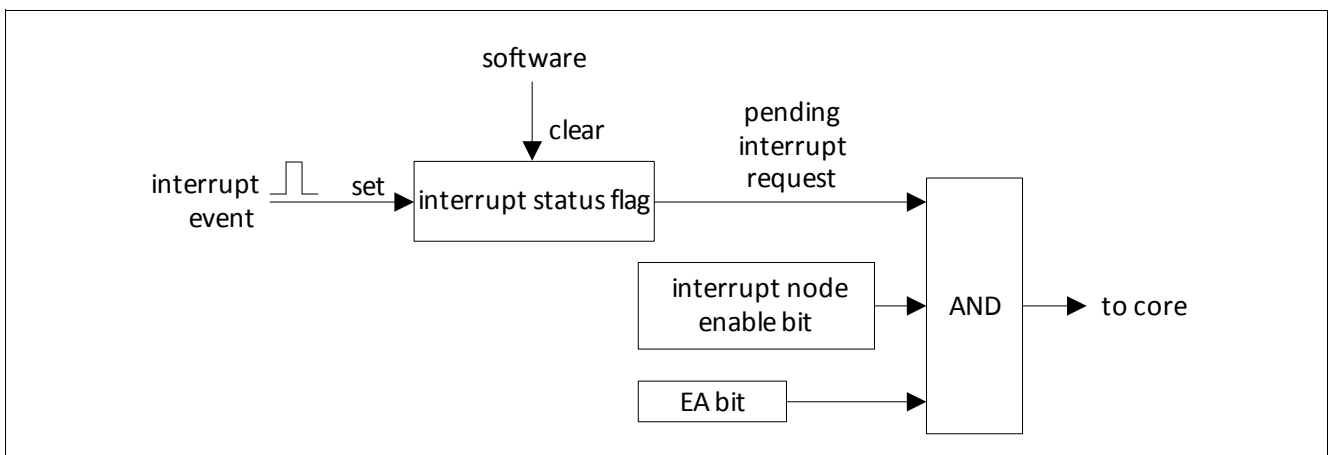 software
clear
pending
interrupt
request
interrupt
event
set
interrupt status flag
interrupt node
enable bit
AND
to core
EA bit